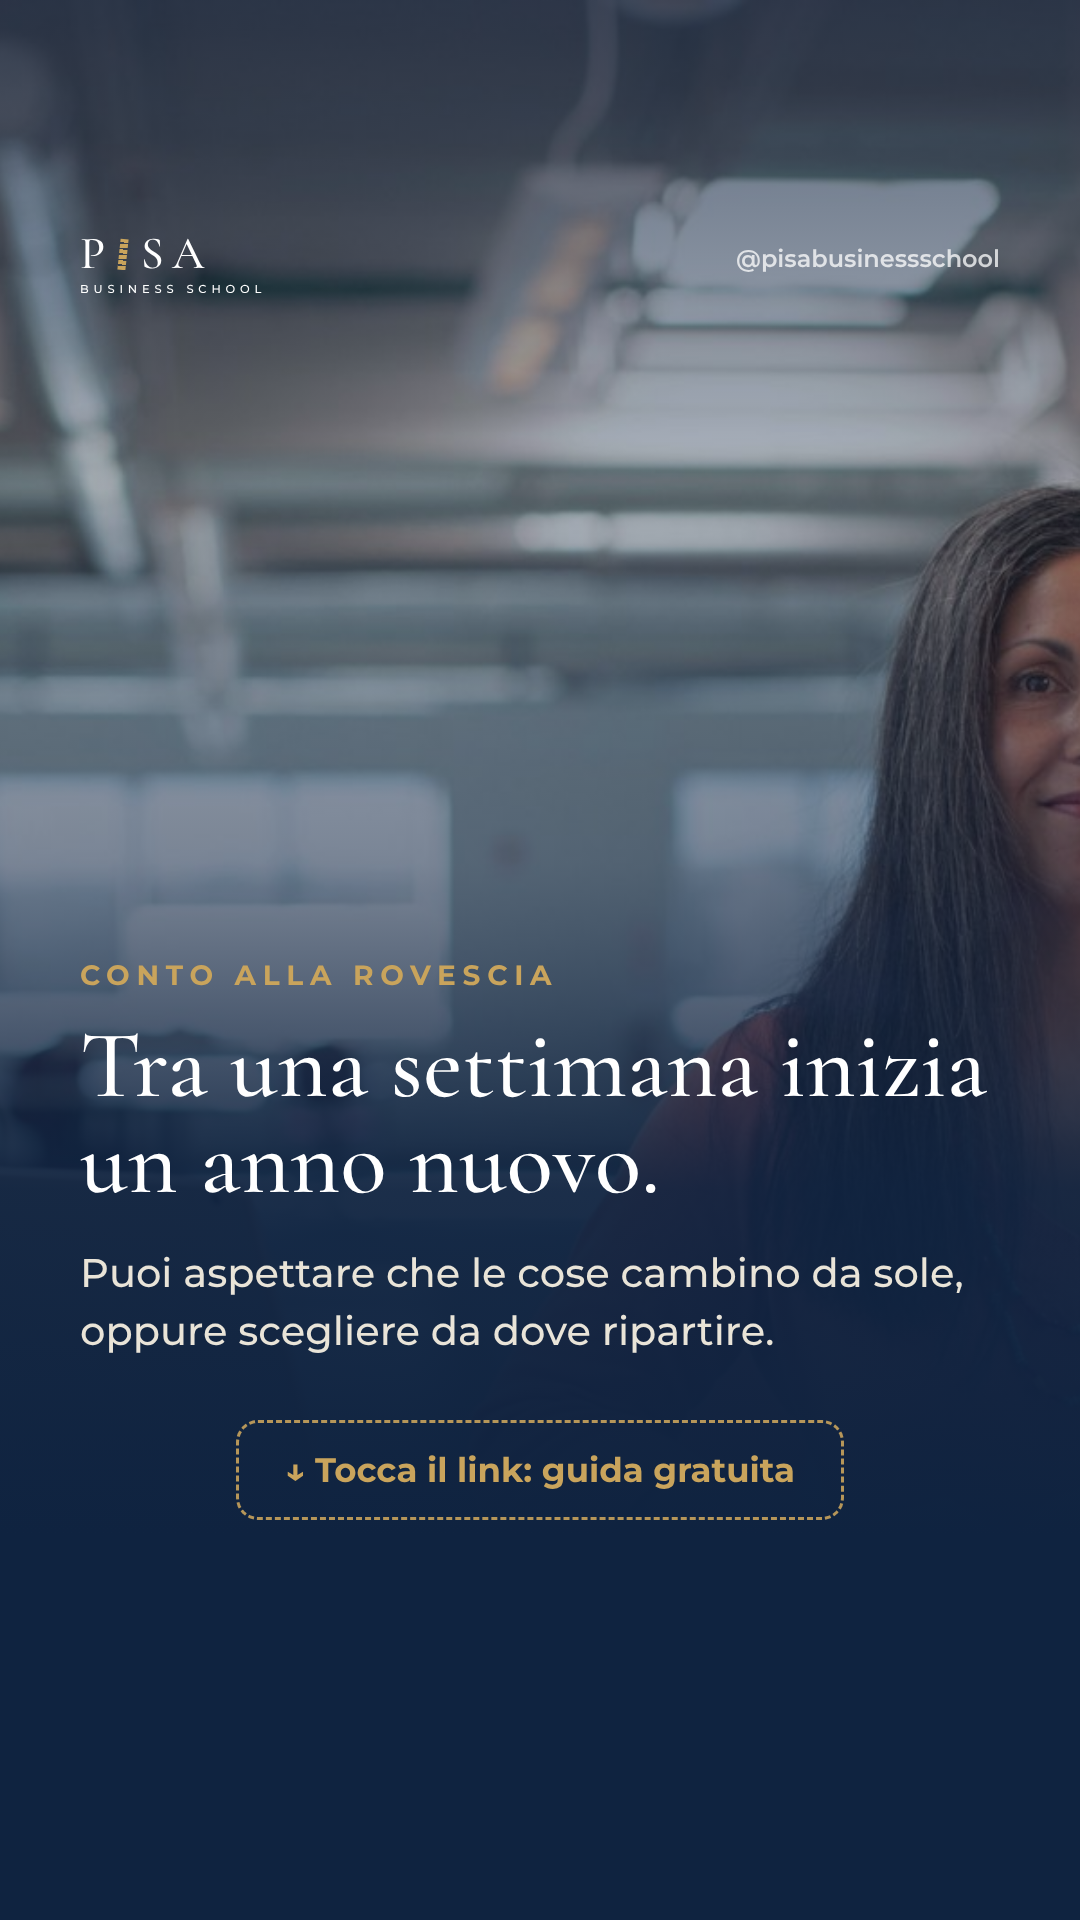 PISA
BUSINESS SCHOOL
@pisabusinessschool
CONTO ALLA ROVESCIA
Tra una settimana inizia
un anno nuovo.
Puoi aspettare che le cose cambino da sole,
oppure scegliere da dove ripartire.
↓ Tocca il link: guida gratuita